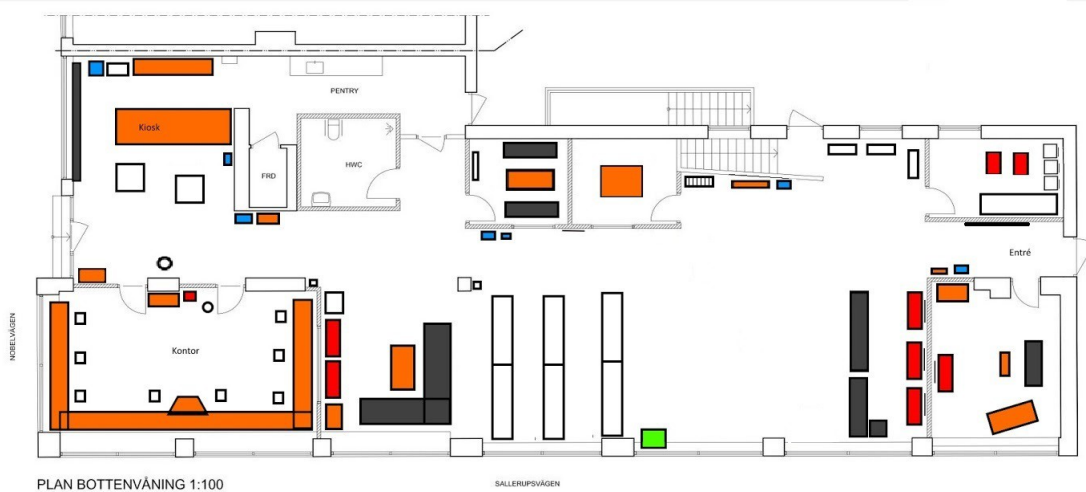 PENTRY
Kiosk
HWC
FRD
Entré
NOBELVÄGEN
Kontor
PLAN BOTTENVÅNING 1:100
SALLERUPSVÄGEN